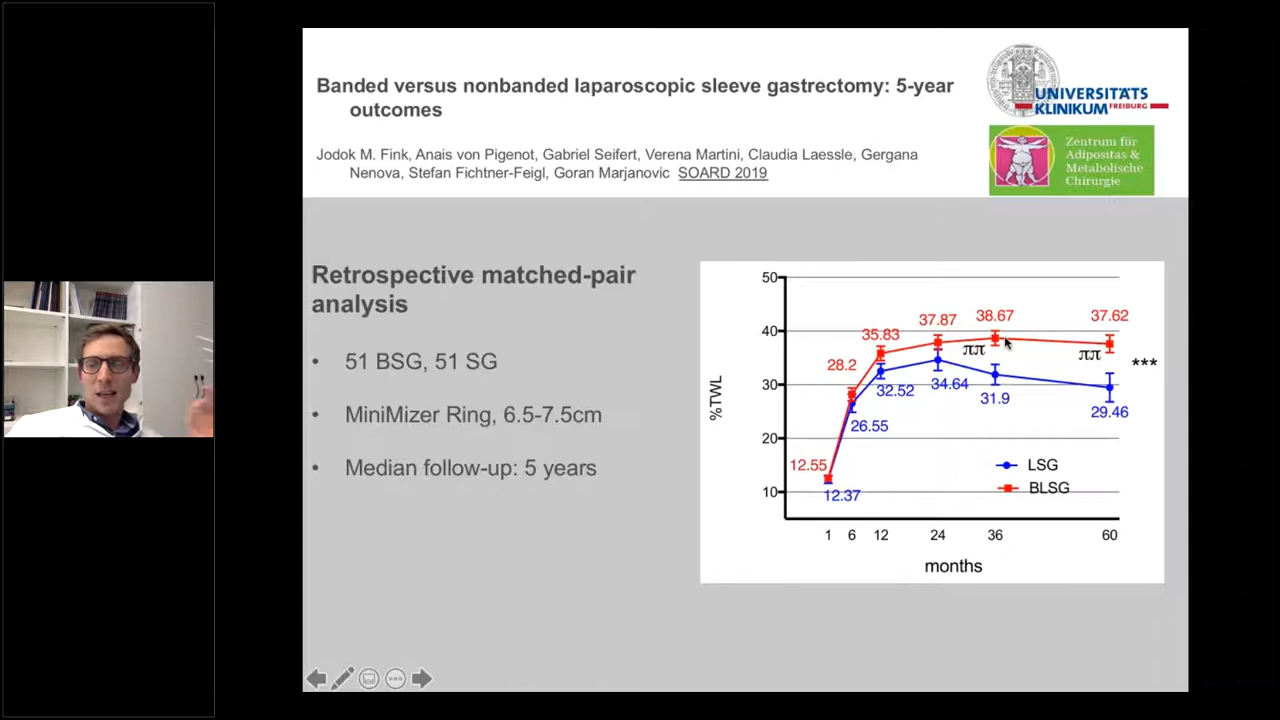 Banded versus nonbanded laparoscopic sleeve gastrectomy: 5-year
outcomes
Jodok M. Fink, Anais von Pigenot, Gabriel Seifert, Verena Martini, Claudia Laessle, Gergana
Nenova, Stefan Fichtner-Feigl, Goran Marjanovic SOARD 2019
UNIVERSITÄTS
KLINIKUM FREIBURG
Zentrum für
Adipositas &
Metabolische
Chirurgie
Retrospective matched-pair
analysis
• 51 BSG, 51 SG
• MiniMizer Ring, 6.5-7.5cm
• Median follow-up: 5 years
%TWL
50
40
30
20
10
12.55
28.2
35.83
37.87
38.67
37.62
12.37
26.55
32.52
34.64
31.9
29.46
ππ
ππ
***
LSG
BLSG
1 6 12 24 36 60
months